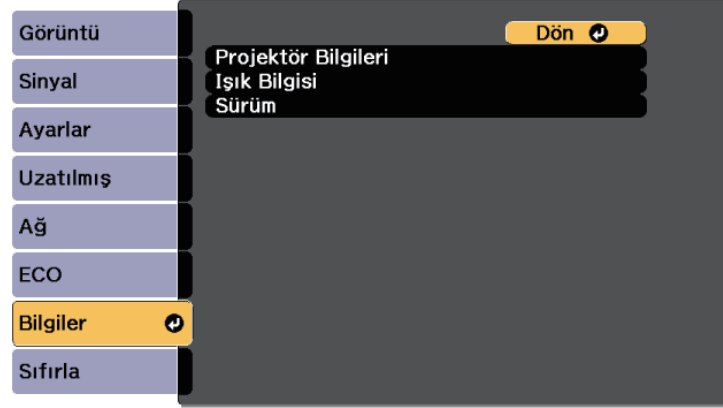 Görüntü
Sinyal
Ayarlar
Uzatılmış
Ağ
ECO
Bilgiler
Sıfırla
Dön
Projektör Bilgileri
Işık Bilgisi
Sürüm